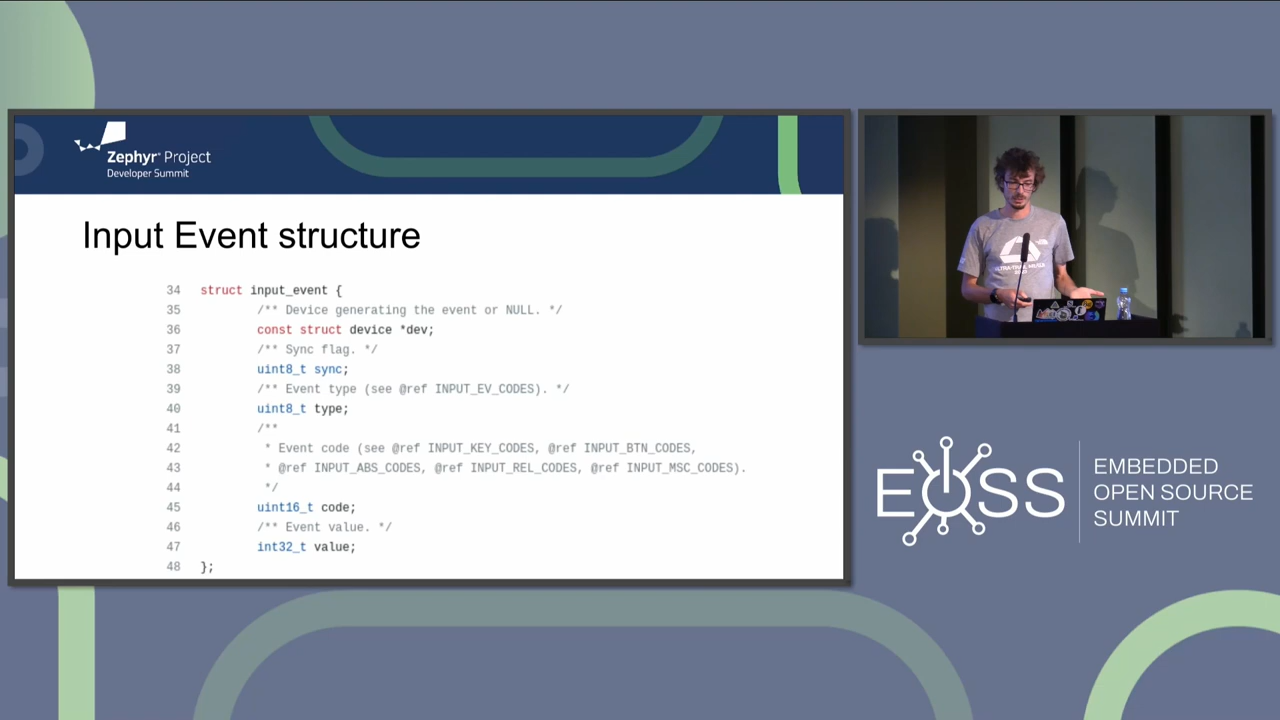 Zephyr® Project
Developer Summit
Input Event structure
34 struct input_event {
35 /** Device generating the event or NULL. */
36 const struct device *dev;
37 /** Sync flag. */
38 uint8_t sync;
39 /** Event type (see @ref INPUT_EV_CODES). */
40 uint8_t type;
41 /**
42 * Event code (see @ref INPUT_KEY_CODES, @ref INPUT_BTN_CODES,
43 * @ref INPUT_ABS_CODES, @ref INPUT_REL_CODES, @ref INPUT_MSC_CODES).
44 */
45 uint16_t code;
46 /** Event value. */
47 int32_t value;
48 };
EOSS
EMBEDDED
OPEN SOURCE
SUMMIT